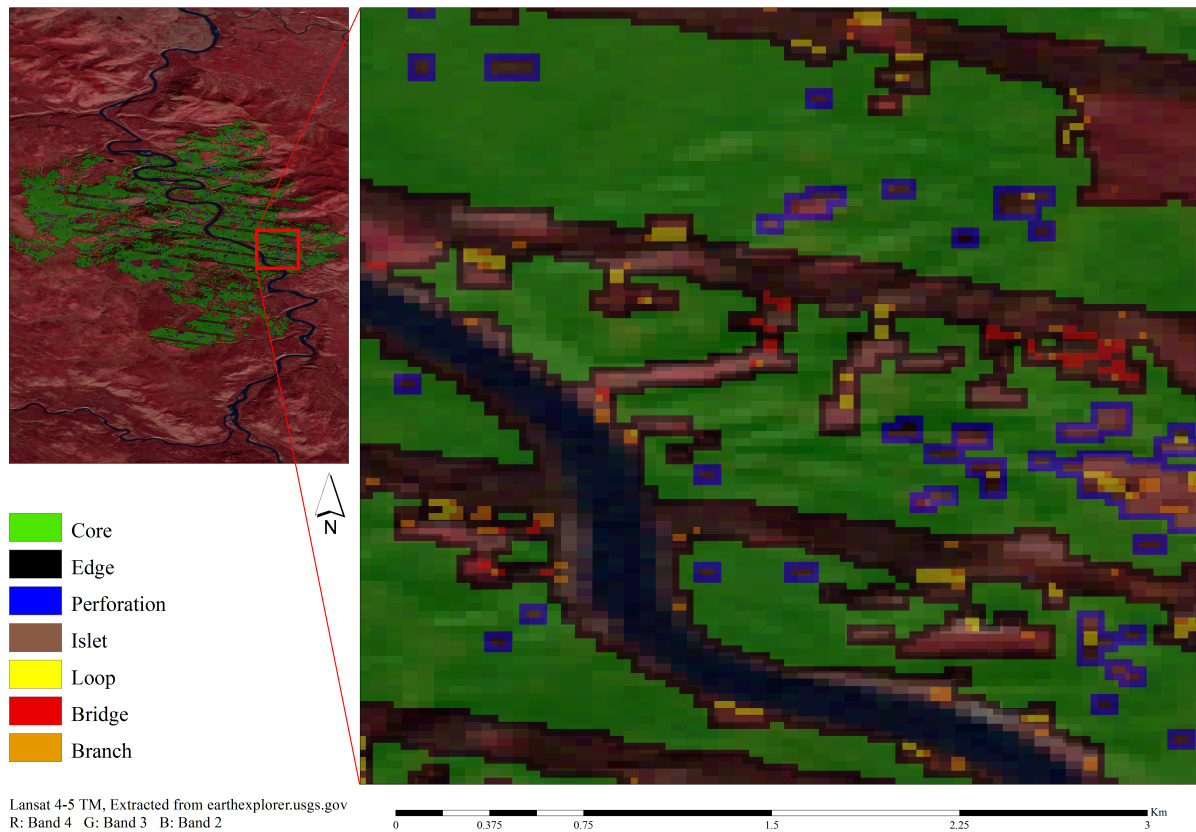 N
Core
Edge
Perforation
Islet
Loop
Bridge
Branch
Lansat 4-5 TM, Extracted from earthexplorer.usgs.gov
R: Band 4 G: Band 3 B: Band 2
Km
0 0.375 0.75 1.5 2.25 3